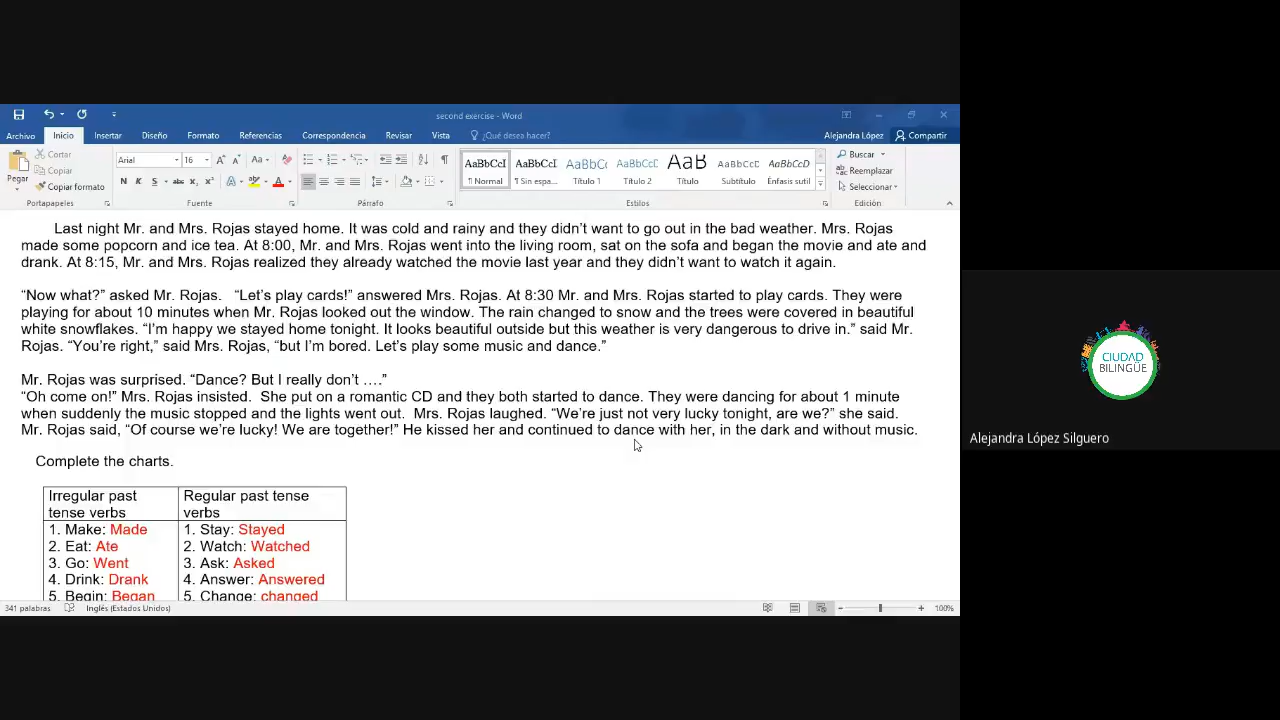 second exercise - Word
Archivo Inicio Insertar Diseño Formato Referencias Correspondencia Revisar Vista ¿Qué desea hacer? Alejandra López Compartir
Pegar
Cortar
Copiar
Copiar formato
Portapapeles
Arial 16
Fuente
Párrafo
AaBbCcI AaBbCcI AaBbCc AaBbCcI AaB AaBbCcI AaBbCcI
¶ Normal ¶ Sin espa... Título 1 Título 2 Título Subtítulo Énfasis sutil
Estilos
Buscar
Reemplazar
Seleccionar
Edición
Last night Mr. and Mrs. Rojas stayed home. It was cold and rainy and they didn’t want to go out in the bad weather. Mrs. Rojas
made some popcorn and ice tea. At 8:00, Mr. and Mrs. Rojas went into the living room, sat on the sofa and began the movie and ate and
drank. At 8:15, Mr. and Mrs. Rojas realized they already watched the movie last year and they didn’t want to watch it again.
“Now what?” asked Mr. Rojas. “Let’s play cards!” answered Mrs. Rojas. At 8:30 Mr. and Mrs. Rojas started to play cards. They were
playing for about 10 minutes when Mr. Rojas looked out the window. The rain changed to snow and the trees were covered in beautiful
white snowflakes. “I’m happy we stayed home tonight. It looks beautiful outside but this weather is very dangerous to drive in.” said Mr.
Rojas. “You’re right,” said Mrs. Rojas, “but I’m bored. Let’s play some music and dance.”
Mr. Rojas was surprised. “Dance? But I really don’t ….”
“Oh come on!” Mrs. Rojas insisted. She put on a romantic CD and they both started to dance. They were dancing for about 1 minute
when suddenly the music stopped and the lights went out. Mrs. Rojas laughed. “We’re just not very lucky tonight, are we?” she said.
Mr. Rojas said, “Of course we’re lucky! We are together!” He kissed her and continued to dance with her, in the dark and without music.
Complete the charts.
Irregular past
tense verbs
1. Make: Made
2. Eat: Ate
3. Go: Went
4. Drink: Drank
5. Begin: Began
Regular past tense
verbs
1. Stay: Stayed
2. Watch: Watched
3. Ask: Asked
4. Answer: Answered
5. Change: changed
341 palabras Inglés (Estados Unidos) 100%
CIUDAD
BILINGÜE
Alejandra López Silguero